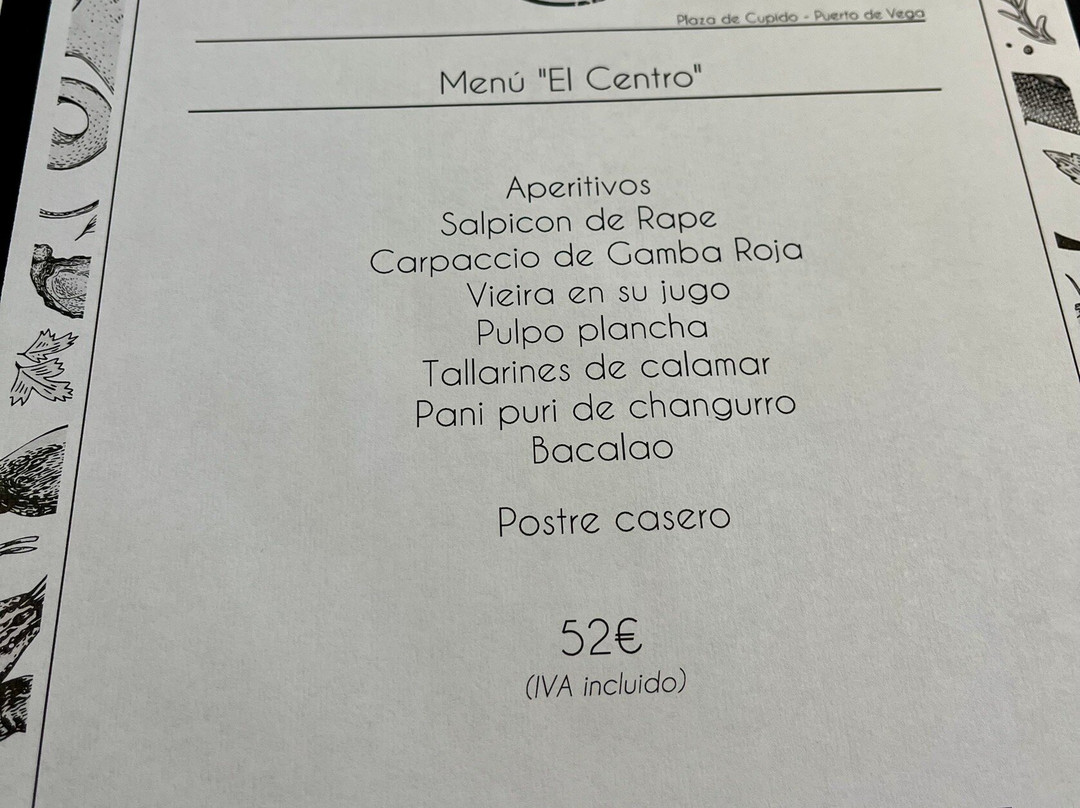 Plaza de Cupido - Puerto de Vega
Menú "El Centro"
Aperitivos
Salpicon de Rape
Carpaccio de Gamba Roja
Vieira en su jugo
Pulpo plancha
Tallarines de calamar
Pani puri de changurro
Bacalao
Postre casero
52€
(IVA incluido)